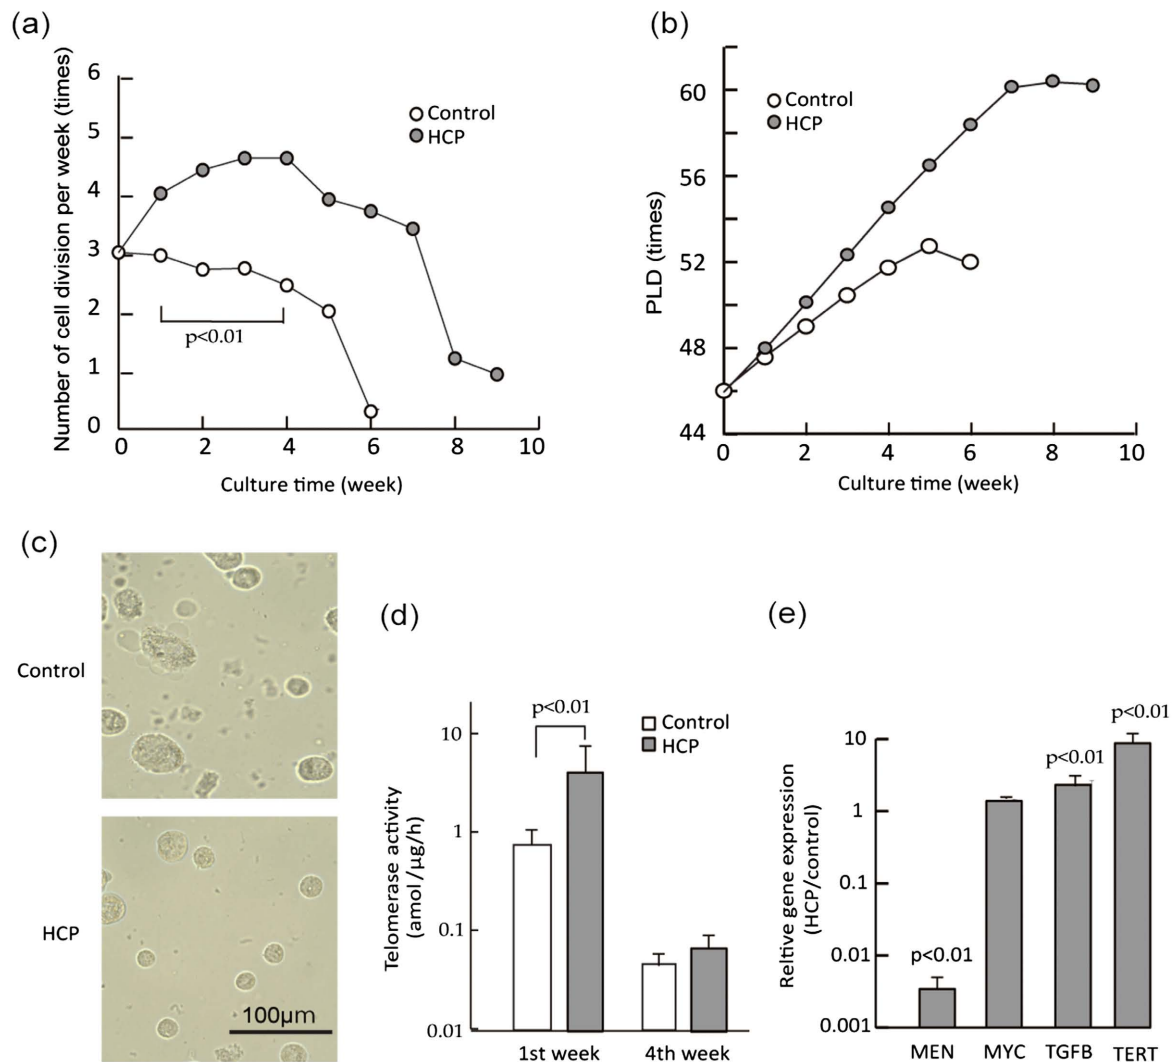 (a)
Number of cell division per week (times)
6
5
4
3
2
1
0
Control
HCP
p<0.01
0 2 4 6 8 10
Culture time (week)
(b)
PLD (times)
60
56
52
48
44
Control
HCP
0 2 4 6 8 10
Culture time (week)
(c)
Control
HCP
100μm
(d)
Telomerase activity
(amol/μg/h)
10
1
0.1
0.01
p<0.01
Control
HCP
1st week 4th week
(e)
Reltive gene expression
(HCP/control)
10
1
0.1
0.01
0.001
p<0.01
p<0.01
p<0.01
MEN MYC TGFB TERT